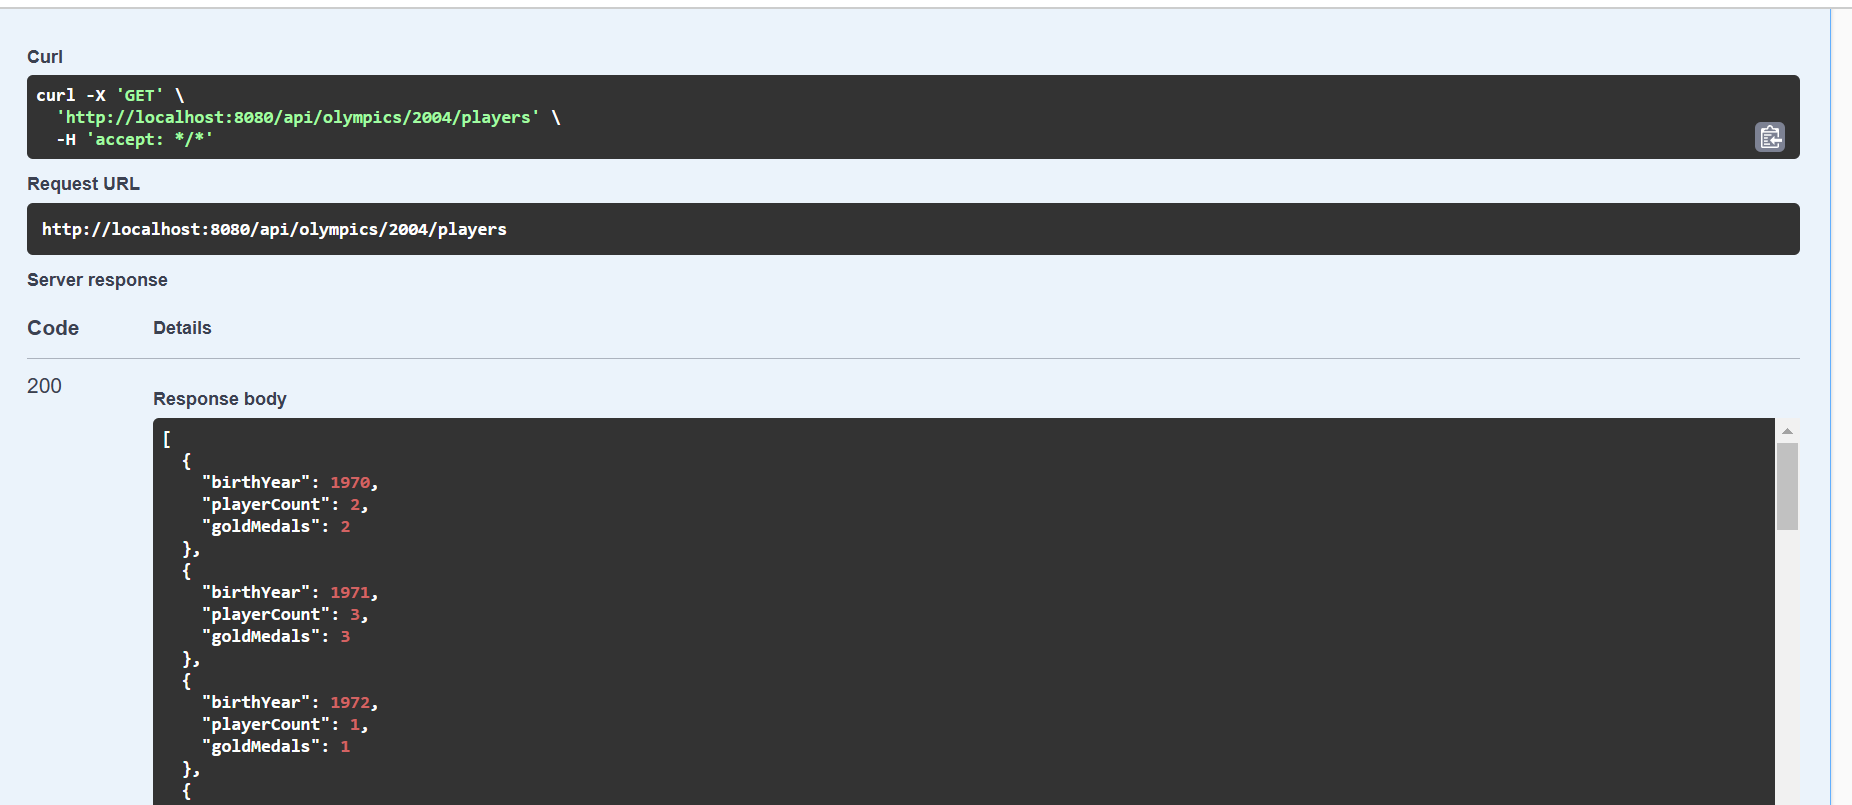 Curl
curl -X 'GET' \
'http://localhost:8080/api/olympics/2004/players' \
-H 'accept: */*'
Request URL
http://localhost:8080/api/olympics/2004/players
Server response
Code Details
200
Response body
[
{
"birthYear": 1970,
"playerCount": 2,
"goldMedals": 2
},
{
"birthYear": 1971,
"playerCount": 3,
"goldMedals": 3
},
{
"birthYear": 1972,
"playerCount": 1,
"goldMedals": 1
},
{